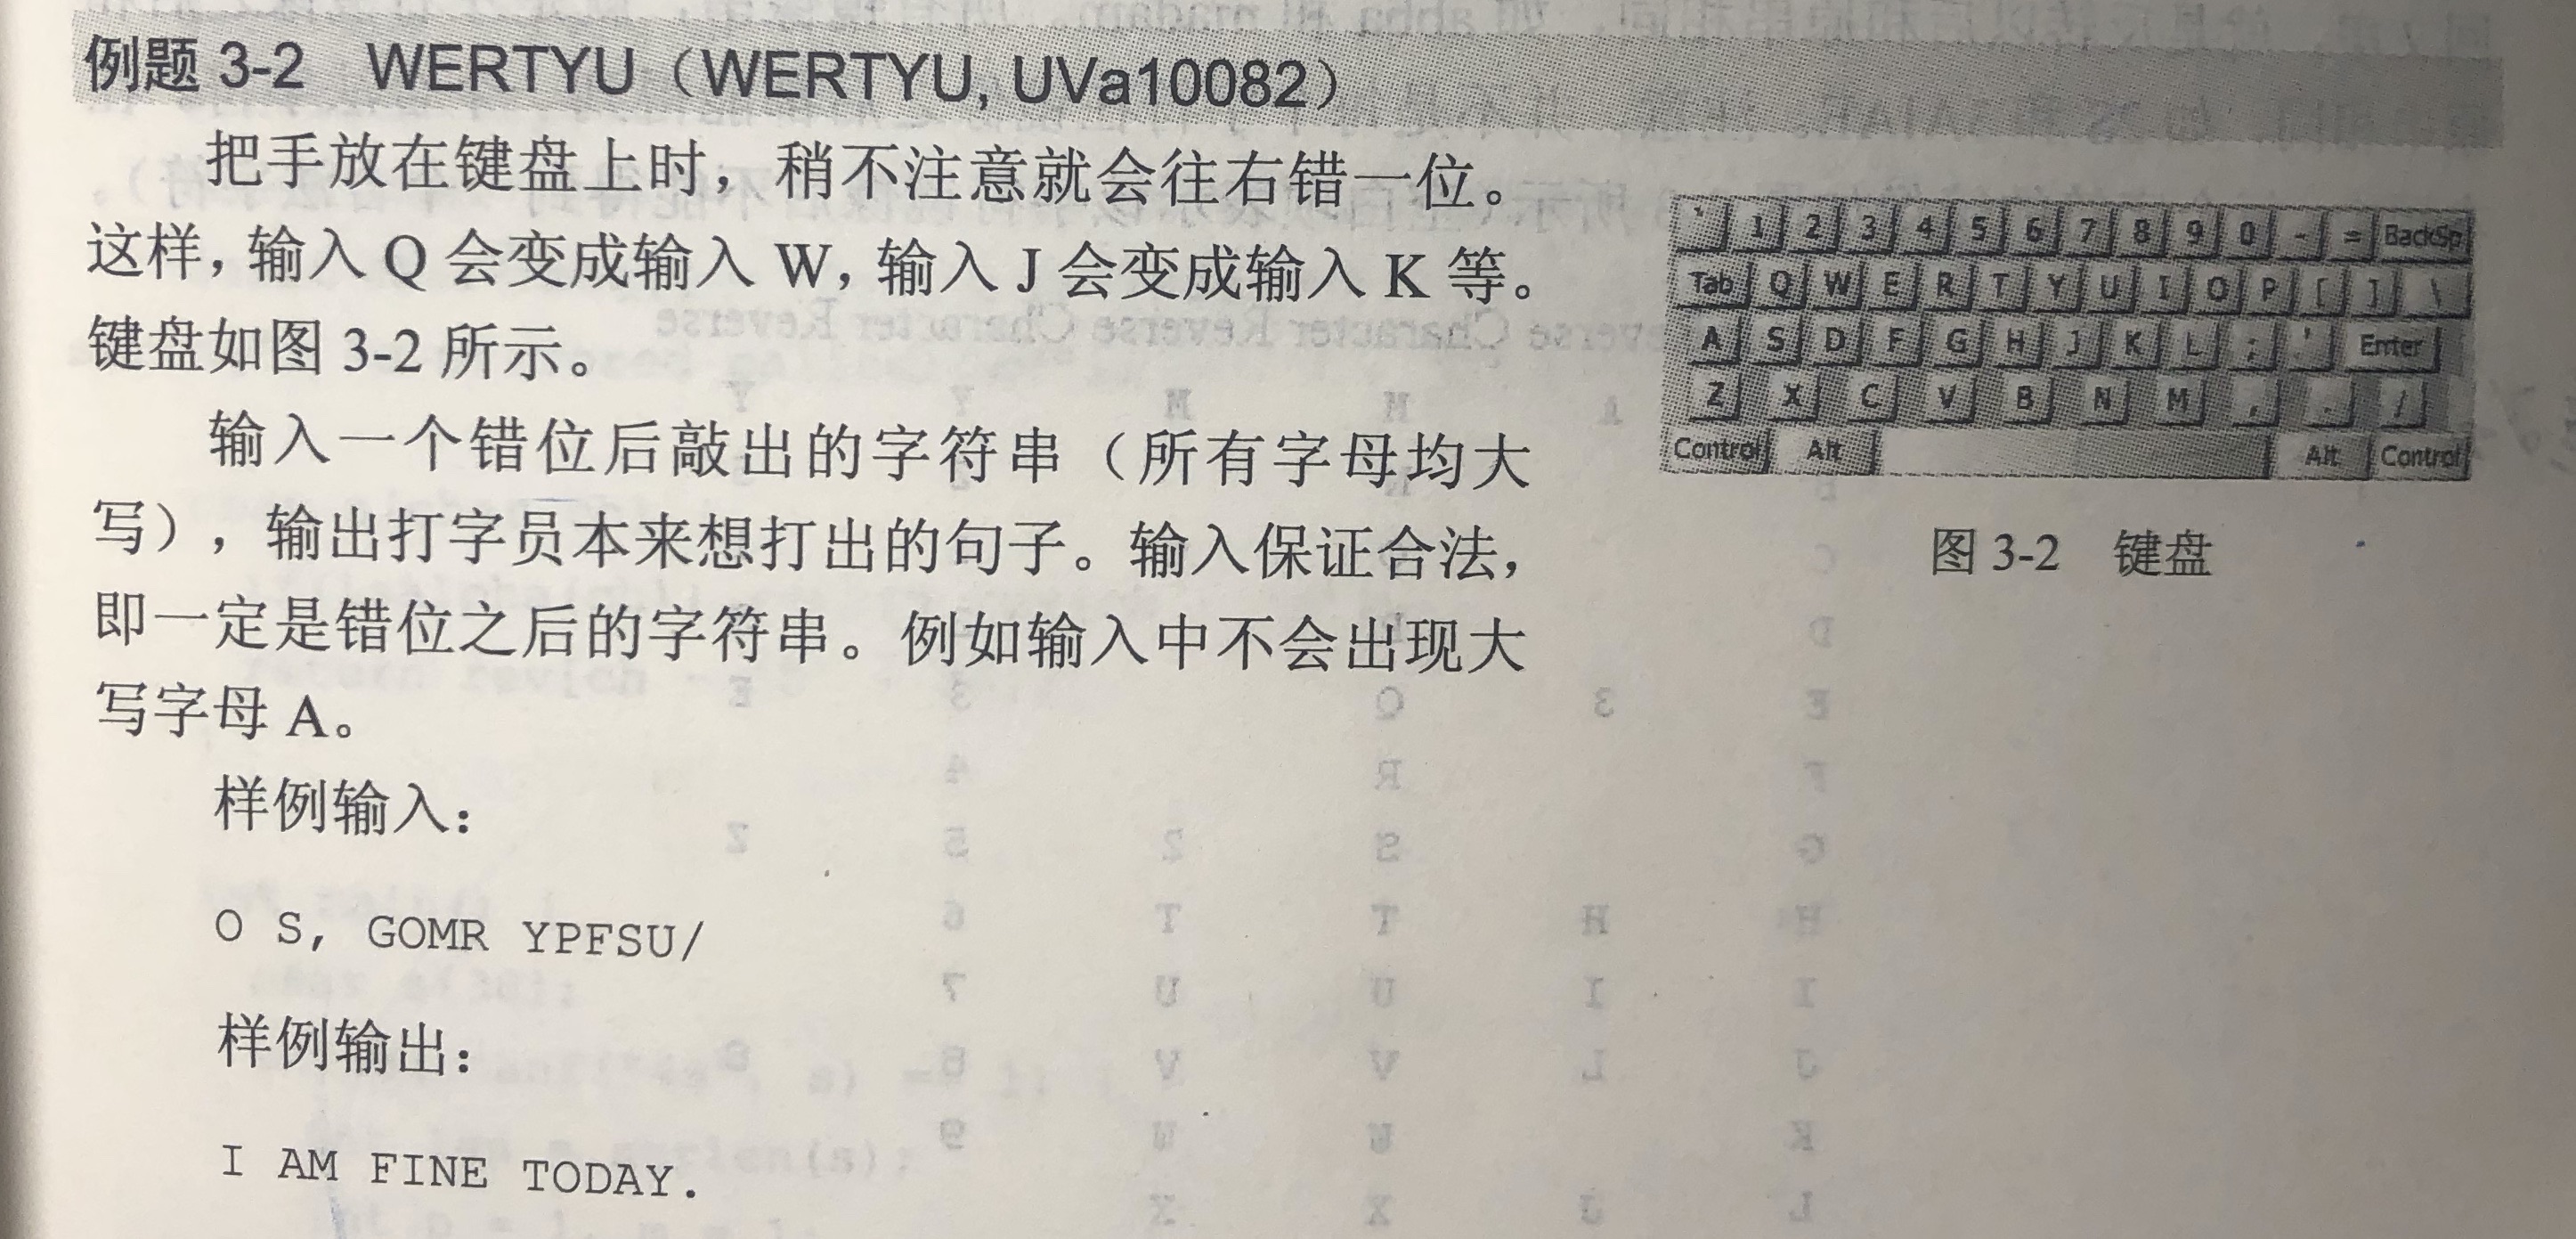 例题 3-2 WERTYU（WERTYU, UVa10082）
把手放在键盘上时，稍不注意就会往右错一位。
这样，输入 Q 会变成输入 W，输入 J 会变成输入 K 等。
键盘如图 3-2 所示。
输入一个错位后敲出的字符串（所有字母均大
写），输出打字员本来想打出的句子。输入保证合法，
即一定是错位之后的字符串。例如输入中不会出现大
写字母 A。
样例输入：
O S, GOMR YPFSU/
样例输出：
I AM FINE TODAY.
` 1 2 3 4 5 6 7 8 9 0 - = BackSp
Tab Q W E R T Y U I O P [ ] \
A S D F G H J K L ; ' Enter
Z X C V B N M , . /
Control Alt Alt Control
图 3-2 键盘